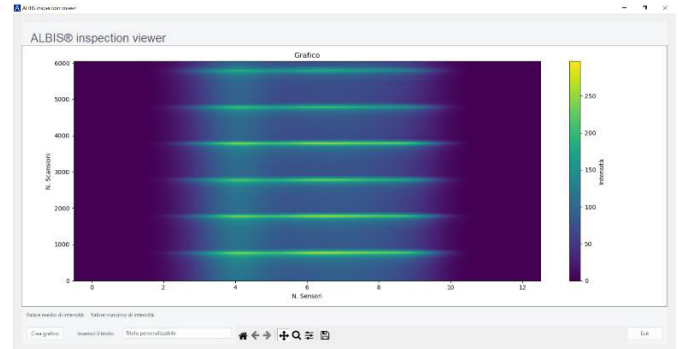 ALBIS inspection viewer
ALBIS® inspection viewer
Grafico
6000
5000
4000
3000
2000
1000
0
N. Scansioni
0 2 4 6 8 10 12
N. Sensori
250
200
150
100
50
0
Intensità
Valore medio di intensità: Valore massimo di intensità:
Crea grafico Inserisci il titolo: Titolo personalizzabile Exit